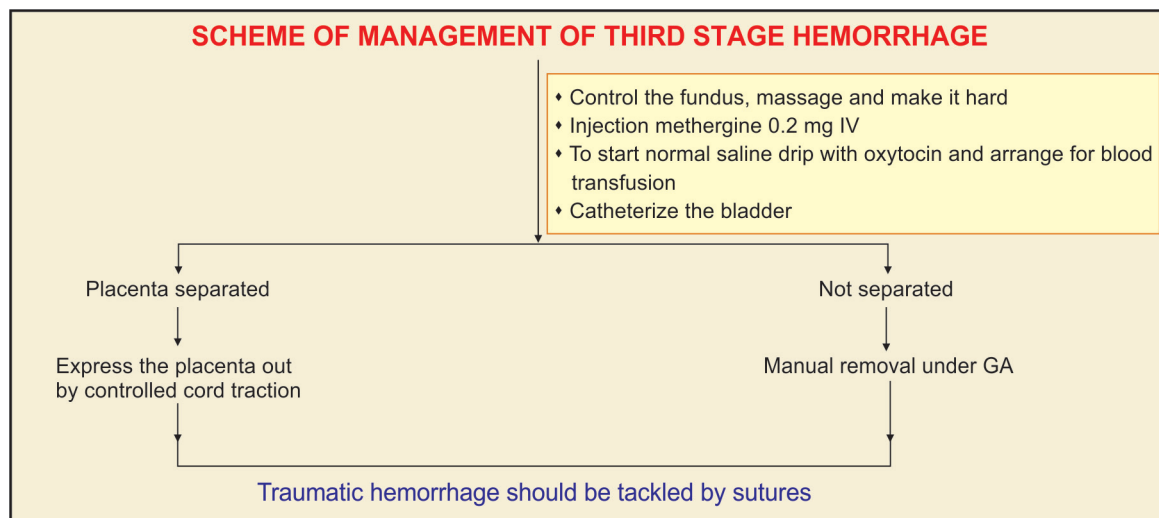 SCHEME OF MANAGEMENT OF THIRD STAGE HEMORRHAGE
♦ Control the fundus, massage and make it hard
♦ Injection methergine 0.2 mg IV
♦ To start normal saline drip with oxytocin and arrange for blood
transfusion
♦ Catheterize the bladder
Placenta separated
Not separated
Express the placenta out
by controlled cord traction
Manual removal under GA
Traumatic hemorrhage should be tackled by sutures